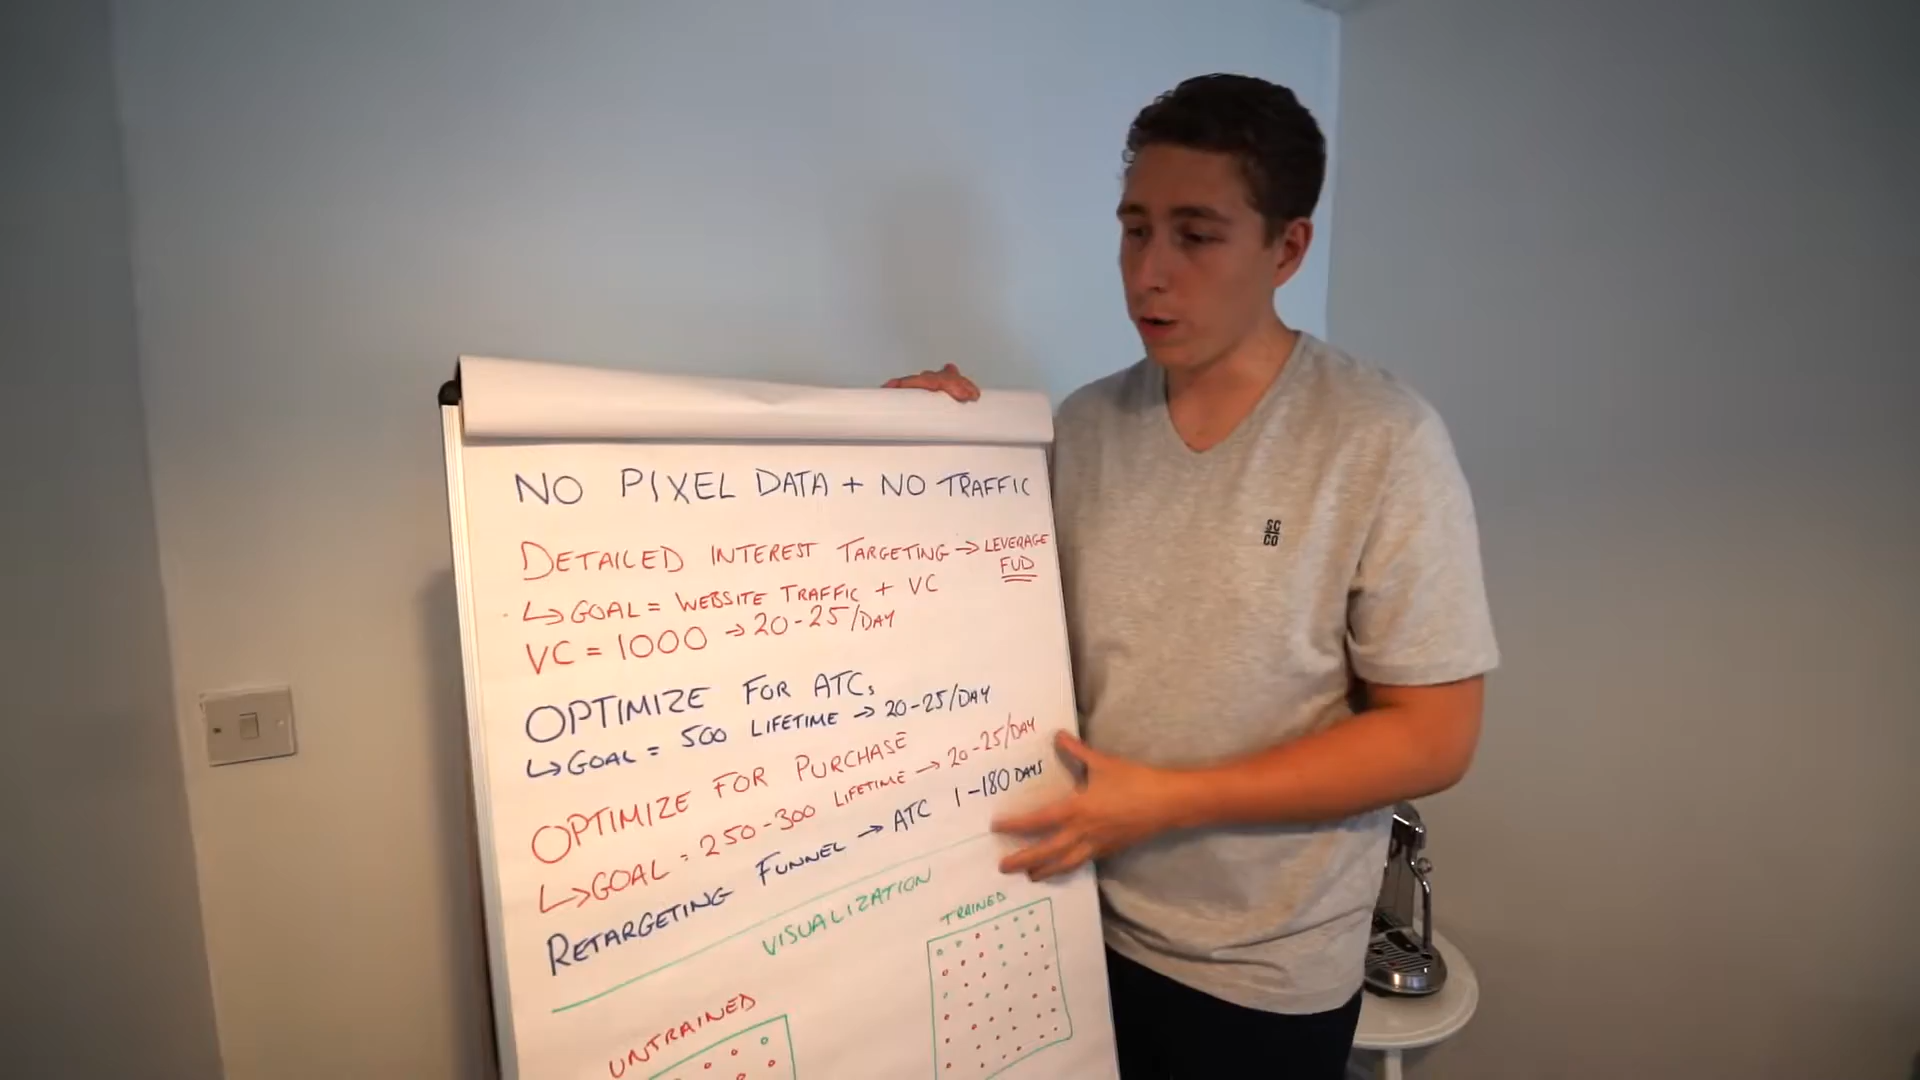 NO PIXEL DATA + NO TRAFFIC
DETAILED INTEREST TARGETING → LEVERAGE
FUD
↳ GOAL = WEBSITE TRAFFIC + VC
VC = 1000 → 20-25/DAY
OPTIMIZE FOR ATCs
↳ GOAL = 500 LIFETIME → 20-25/DAY
OPTIMIZE FOR PURCHASE
↳ GOAL = 250-300 LIFETIME → 20-25/DAY
RETARGETING FUNNEL → ATC 1-180 DAYS
VISUALIZATION
UNTRAINED
TRAINED
SC
CO